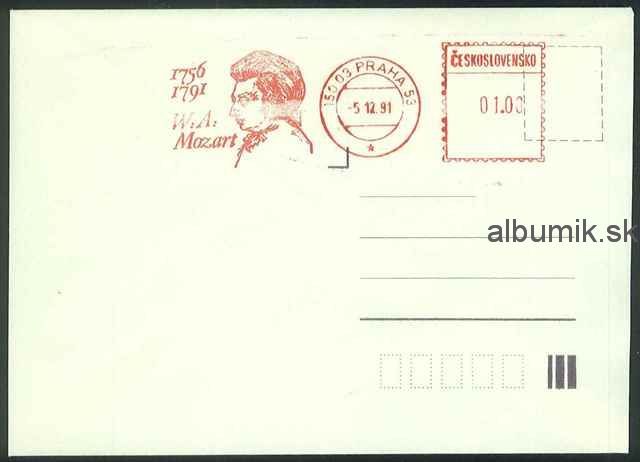 1756
1791
W. A.
Mozart
150 03 PRAHA 53
-5.12.91
ČESKOSLOVENSKO
01.00
albumik.sk